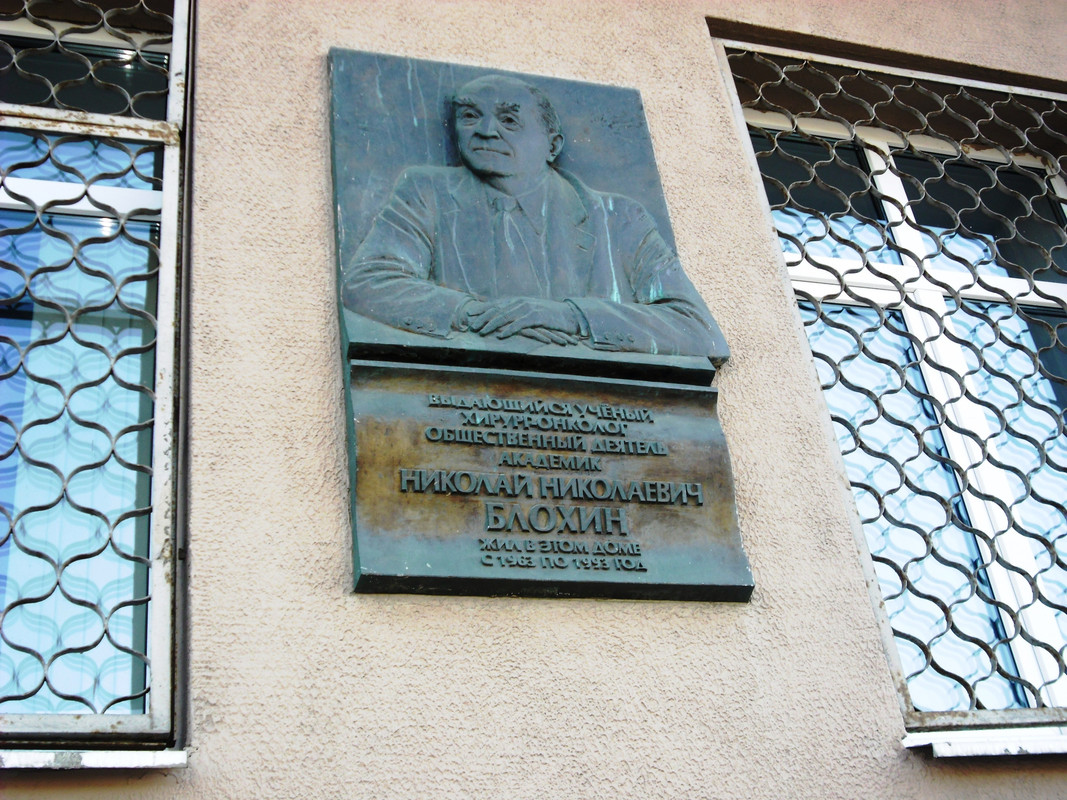 ВЫДАЮЩИЙСЯ УЧЁНЫЙ
ХИРУРГ-ОНКОЛОГ
ОБЩЕСТВЕННЫЙ ДЕЯТЕЛЬ
АКАДЕМИК
НИКОЛАЙ НИКОЛАЕВИЧ
БЛОХИН
ЖИЛ В ЭТОМ ДОМЕ
С 1963 ПО 1993 ГОД